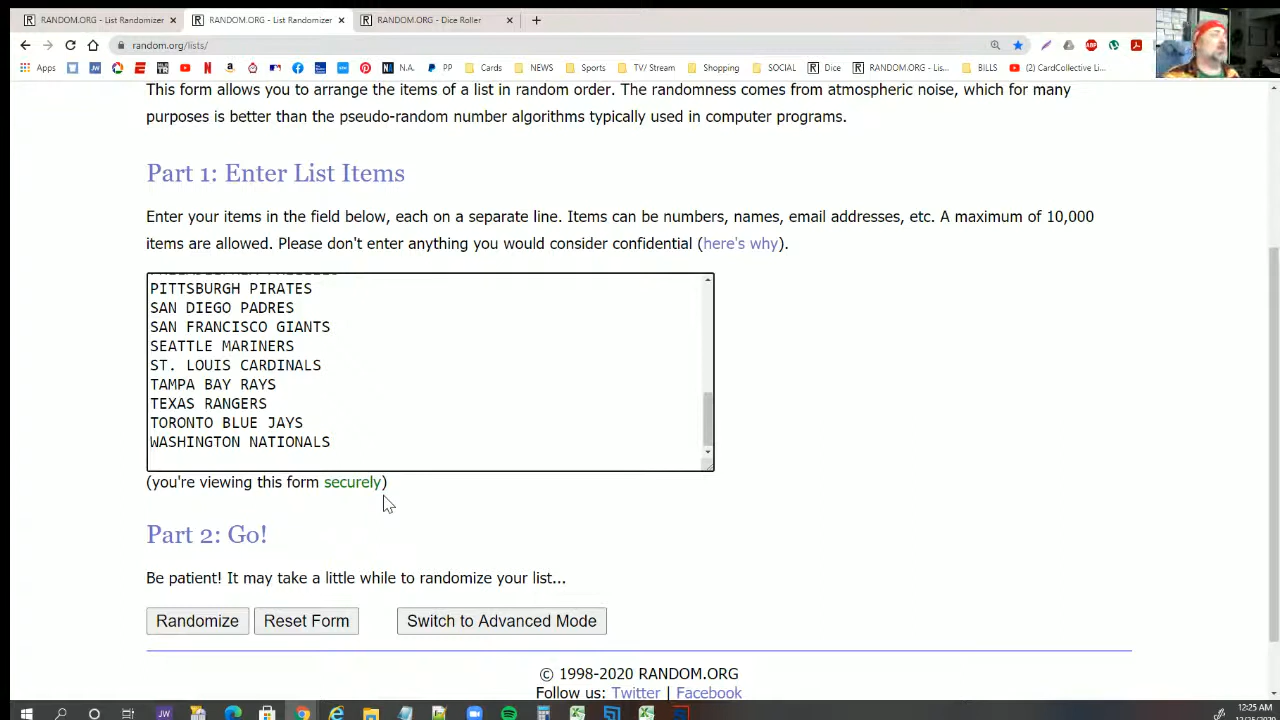 RANDOM.ORG - List Randomizer
RANDOM.ORG - List Randomizer
RANDOM.ORG - Dice Roller
random.org/lists/
Apps
N.A.
PP
Cards
NEWS
Sports
TV/ Stream
Shopping
SOCIAL
Dice
RANDOM.ORG - Lis...
BILLS
(2) CardCollective Li...
This form allows you to arrange the items of a list in random order. The randomness comes from atmospheric noise, which for many
purposes is better than the pseudo-random number algorithms typically used in computer programs.
Part 1: Enter List Items
Enter your items in the field below, each on a separate line. Items can be numbers, names, email addresses, etc. A maximum of 10,000
items are allowed. Please don't enter anything you would consider confidential (here's why).
PITTSBURGH PIRATES
SAN DIEGO PADRES
SAN FRANCISCO GIANTS
SEATTLE MARINERS
ST. LOUIS CARDINALS
TAMPA BAY RAYS
TEXAS RANGERS
TORONTO BLUE JAYS
WASHINGTON NATIONALS
(you're viewing this form securely)
Part 2: Go!
Be patient! It may take a little while to randomize your list...
Randomize
Reset Form
Switch to Advanced Mode
© 1998-2020 RANDOM.ORG
Follow us: Twitter | Facebook
12:25 AM